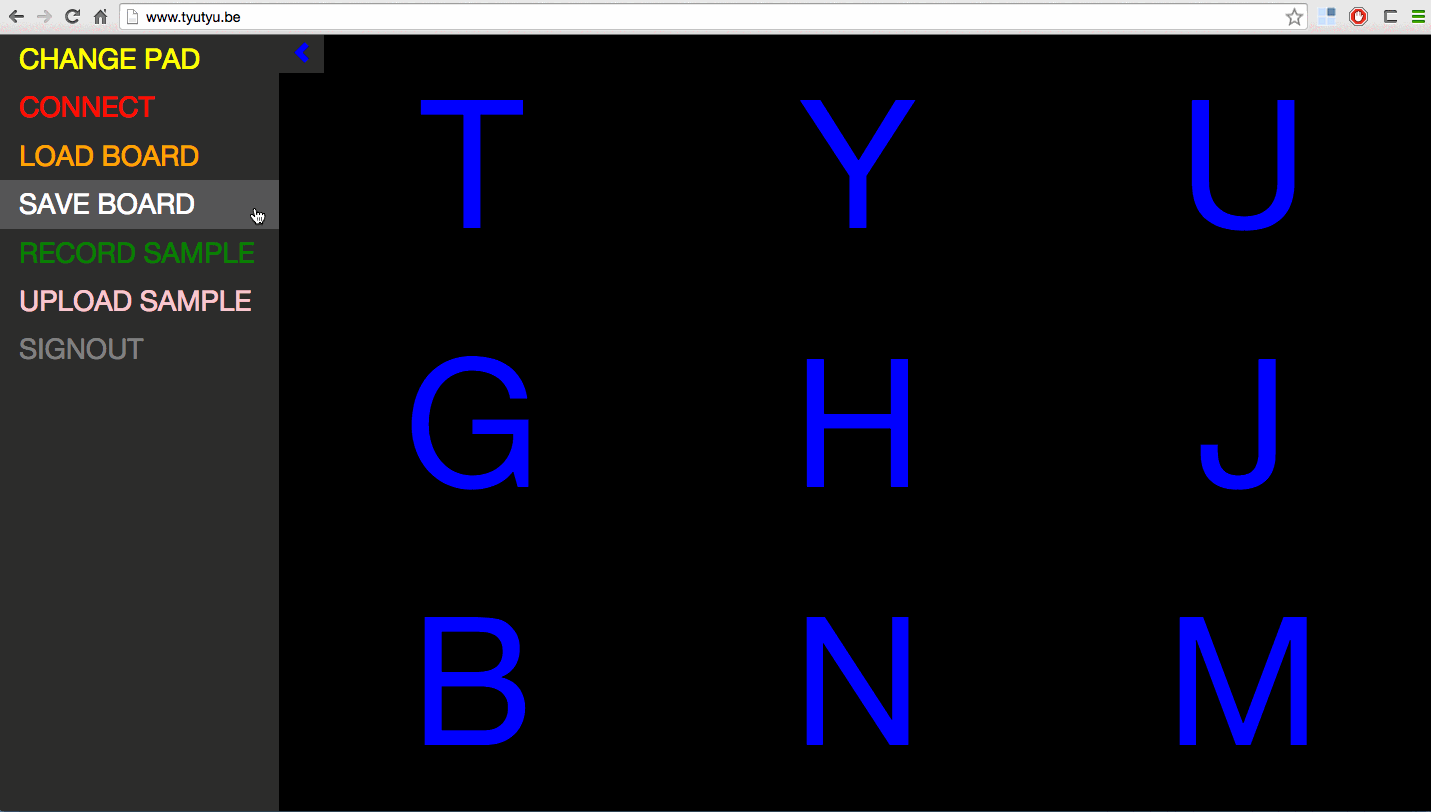 www.tyutyu.be
CHANGE PAD
CONNECT
LOAD BOARD
SAVE BOARD
RECORD SAMPLE
UPLOAD SAMPLE
SIGNOUT
T Y U
G H J
B N M